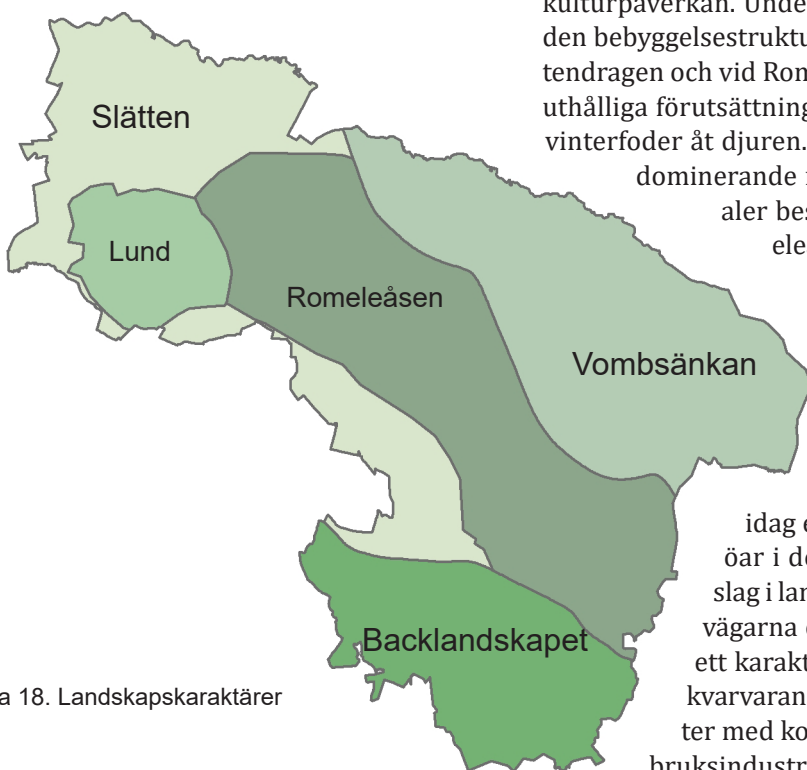 kulturpåverkan. Unde
den bebyggelsestruktu
tendragen och vid Rom
uthålliga förutsättning
vinterfoder åt djuren.
dominerande
aler bes
ele
Slätten
Lund
Romeleåsen
Vombsänkan
Backlandskapet
idag e
öar i de
slag i lan
vägarna
ett karakt
kvarvaran
ter med ko
bruksindustr
a 18. Landskapskaraktärer